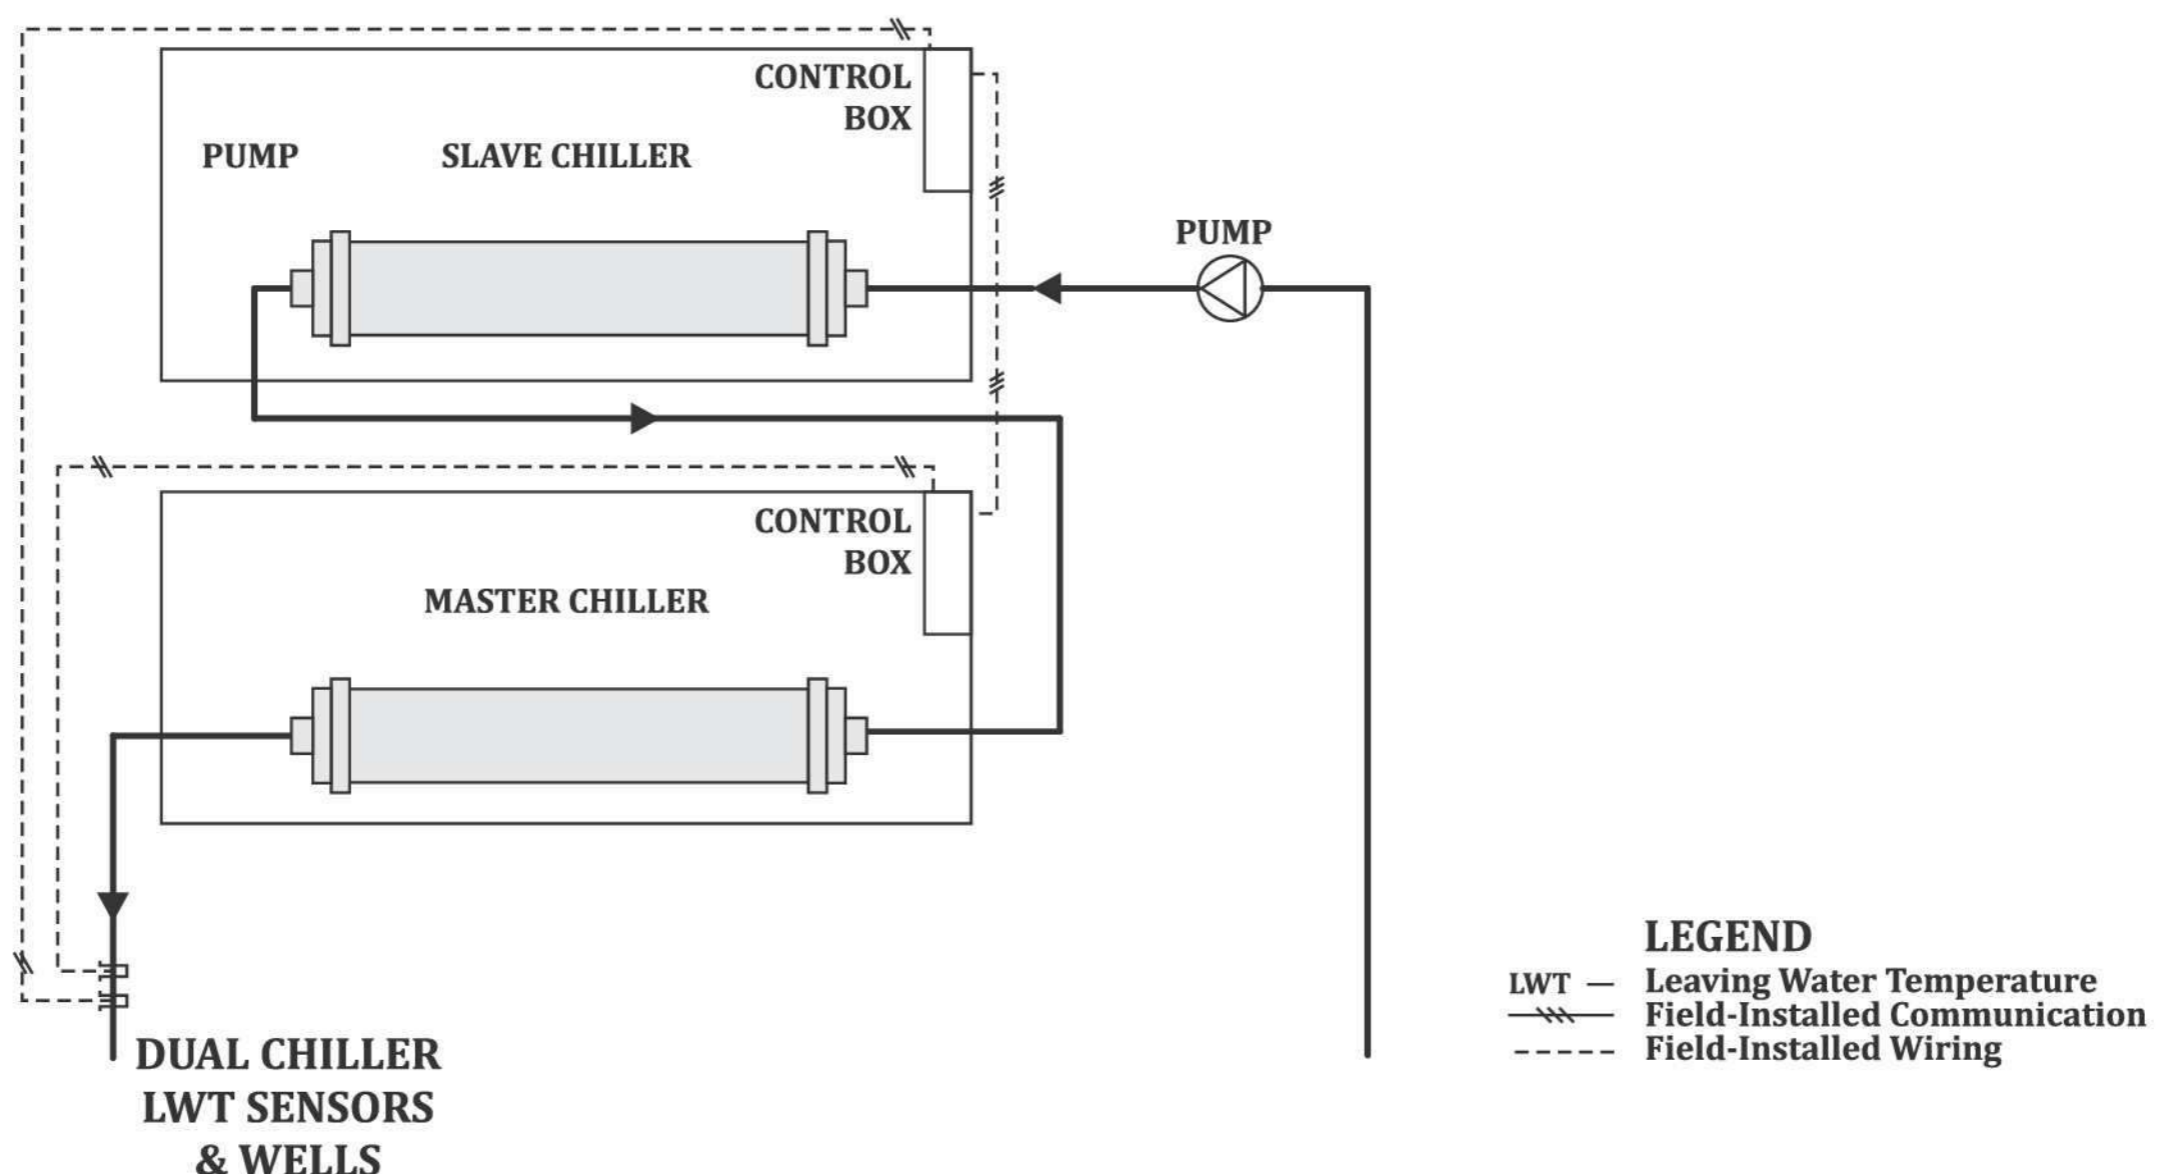 CONTROL
BOX
PUMP
SLAVE CHILLER
PUMP
CONTROL
BOX
MASTER CHILLER
DUAL CHILLER
LWT SENSORS
& WELLS
LEGEND
LWT — Leaving Water Temperature
Field-Installed Communication
Field-Installed Wiring